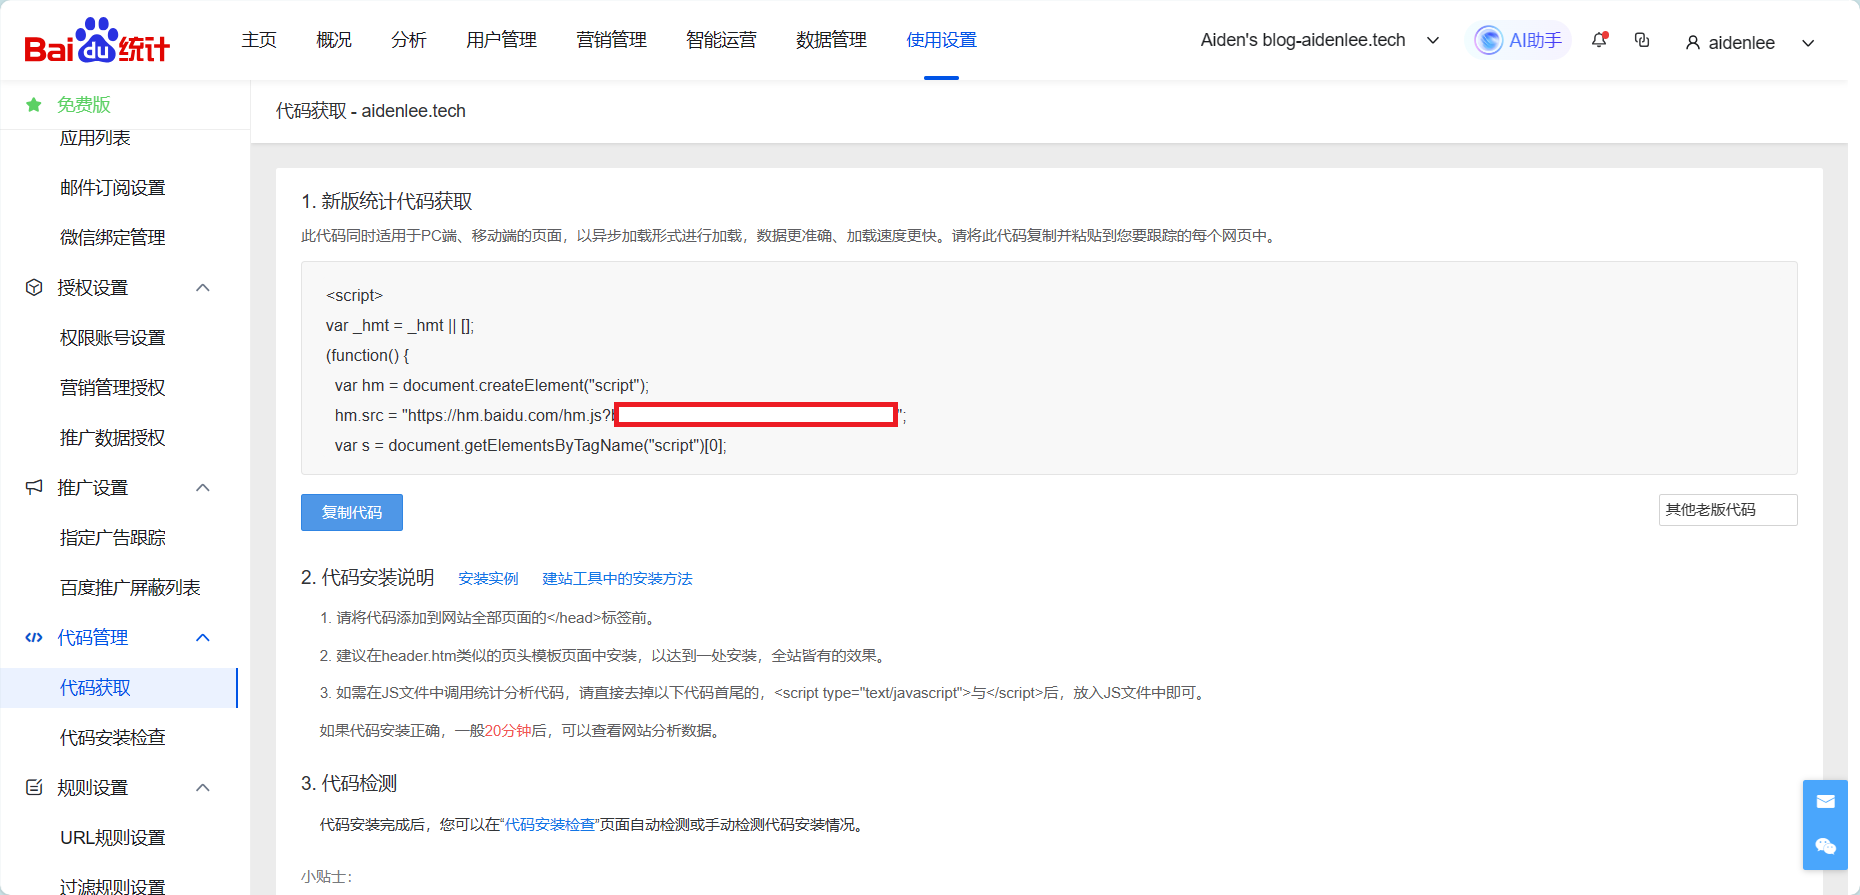 Bai du 统计
主页 概况 分析 用户管理 营销管理 智能运营 数据管理 使用设置
Aiden's blog-aidenlee.tech
AI助手
aidenlee
免费版
应用列表
邮件订阅设置
微信绑定管理
授权设置
权限账号设置
营销管理授权
推广数据授权
推广设置
指定广告跟踪
百度推广屏蔽列表
代码管理
代码获取
代码安装检查
规则设置
URL规则设置
过滤规则设置
代码获取 - aidenlee.tech
1. 新版统计代码获取
此代码同时适用于PC端、移动端的页面，以异步加载形式进行加载，数据更准确、加载速度更快。请将此代码复制并粘贴到您要跟踪的每个网页中。
<script>
var _hmt = _hmt || [];
(function() {
var hm = document.createElement("script");
hm.src = "https://hm.baidu.com/hm.js?
";
var s = document.getElementsByTagName("script")[0];
复制代码
其他老版代码
2. 代码安装说明 安装实例 建站工具中的安装方法
1. 请将代码添加到网站全部页面的</head>标签前。
2. 建议在header.htm类似的页头模板页面中安装，以达到一处安装，全站皆有的效果。
3. 如需在JS文件中调用统计分析代码，请直接去掉以下代码首尾的，<script type="text/javascript">与</script>后，放入JS文件中即可。
如果代码安装正确，一般20分钟后，可以查看网站分析数据。
3. 代码检测
代码安装完成后，您可以在“代码安装检查”页面自动检测或手动检测代码安装情况。
小贴士：